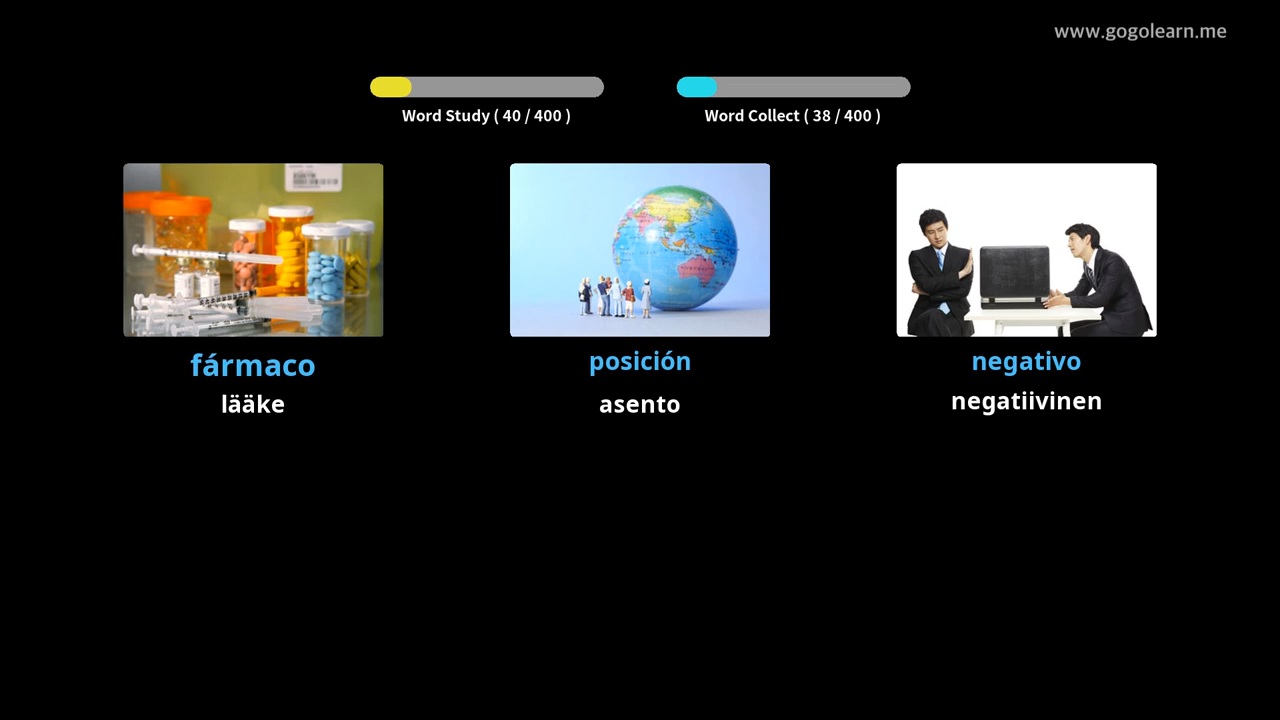 www.gogolearn.me
Word Study ( 40 / 400 )
Word Collect ( 38 / 400 )
fármaco
lääke
posición
asento
negativo
negatiivinen